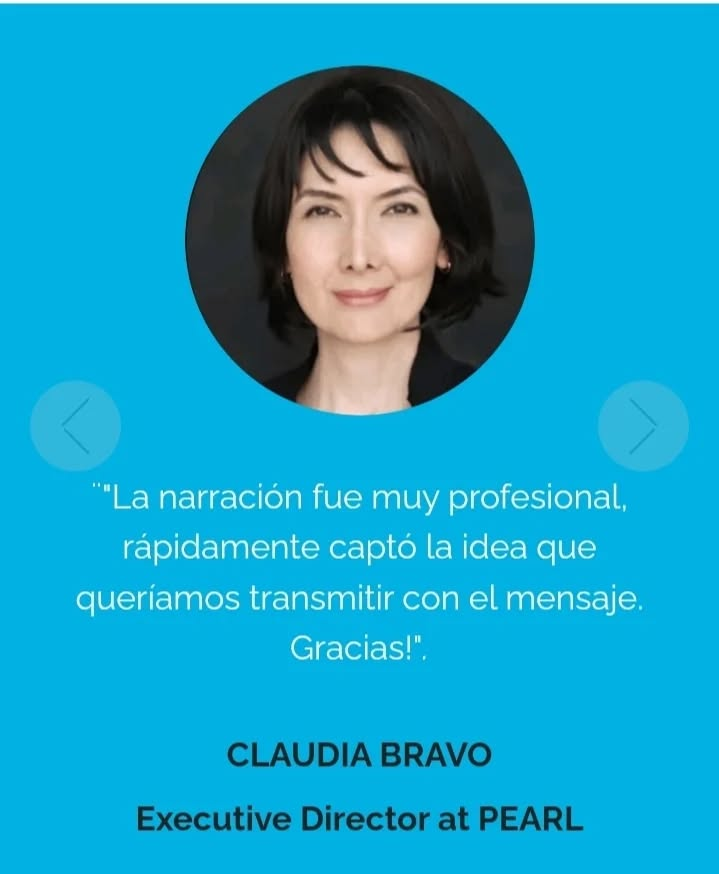 ¨"La narración fue muy profesional,
rápidamente captó la idea que
queríamos transmitir con el mensaje.
Gracias!".
CLAUDIA BRAVO
Executive Director at PEARL